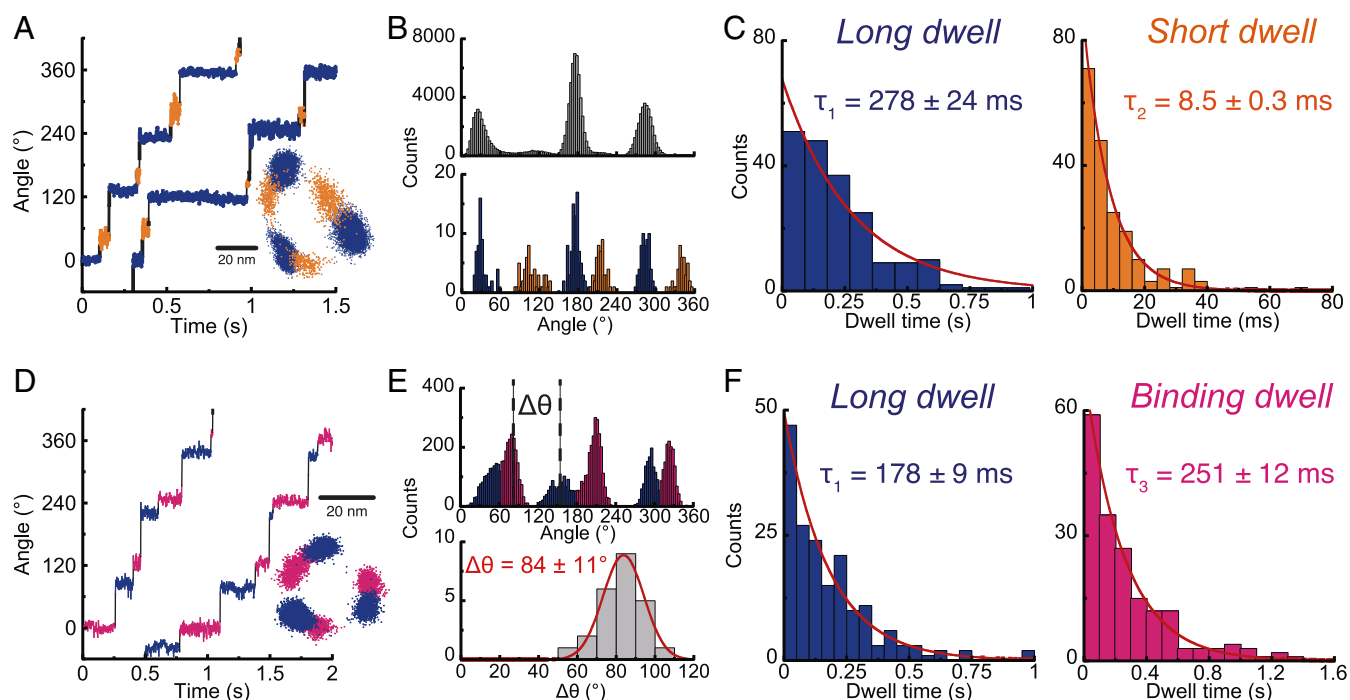 A
Angle (°)
360
240
120
0
20 nm
0
0.5
1
1.5
Time (s)
B
Counts
8000
4000
0
20
10
0
0
60
120
180
240
300
360
Angle (°)
C
Long dwell
τ1 = 278 ± 24 ms
Counts
80
40
0
0
0.25
0.5
0.75
1
Dwell time (s)
Short dwell
τ2 = 8.5 ± 0.3 ms
80
40
0
0
20
40
60
80
Dwell time (ms)
D
Angle (°)
360
240
120
0
20 nm
0
0.5
1
1.5
2
Time (s)
E
Δθ
Counts
400
200
0
0
60
120
180
240
300
360
Angle (°)
Δθ = 84 ± 11°
10
5
0
0
20
40
60
80
100
120
Δθ (°)
F
Long dwell
τ1 = 178 ± 9 ms
Counts
50
25
0
0
0.25
0.5
0.75
1
Dwell time (s)
Binding dwell
τ3 = 251 ± 12 ms
60
30
0
0
0.4
0.8
1.2
1.6
Dwell time (s)